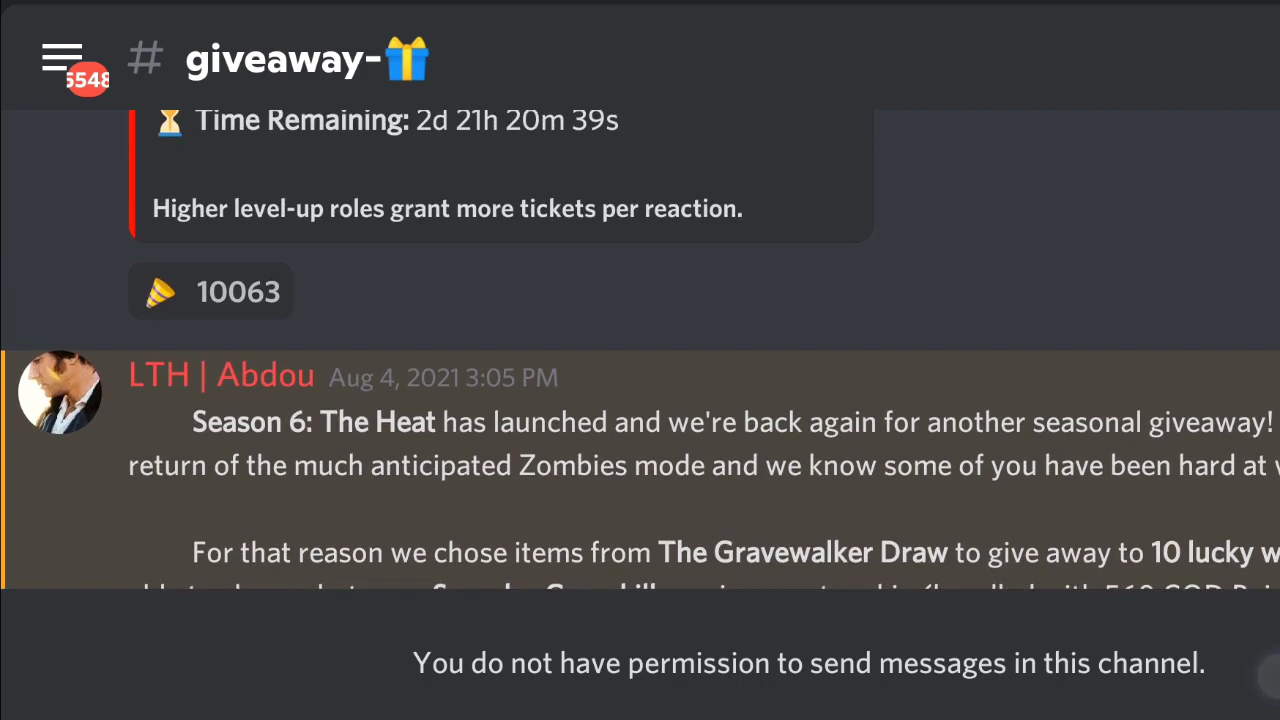 5548
# giveaway-🎁
⏳ Time Remaining: 2d 21h 20m 39s
Higher level-up roles grant more tickets per reaction.
10063
LTH | Abdou Aug 4, 2021 3:05 PM
Season 6: The Heat has launched and we're back again for another seasonal giveaway!
return of the much anticipated Zombies mode and we know some of you have been hard at
For that reason we chose items from The Gravewalker Draw to give away to 10 lucky
You do not have permission to send messages in this channel.